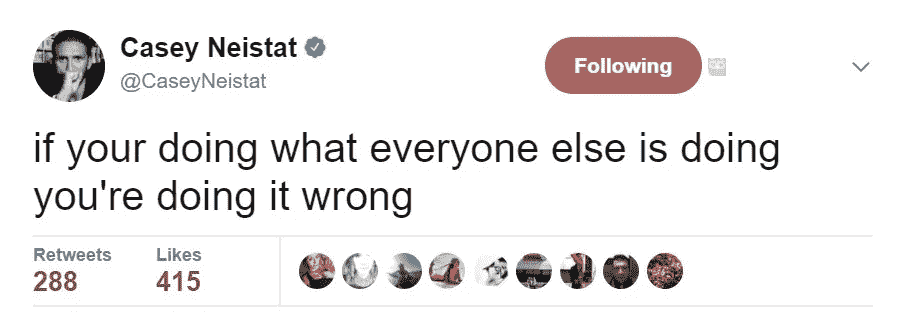 Casey Neistat
@CaseyNeistat
Following
if your doing what everyone else is doing
you're doing it wrong
Retweets Likes
288 415